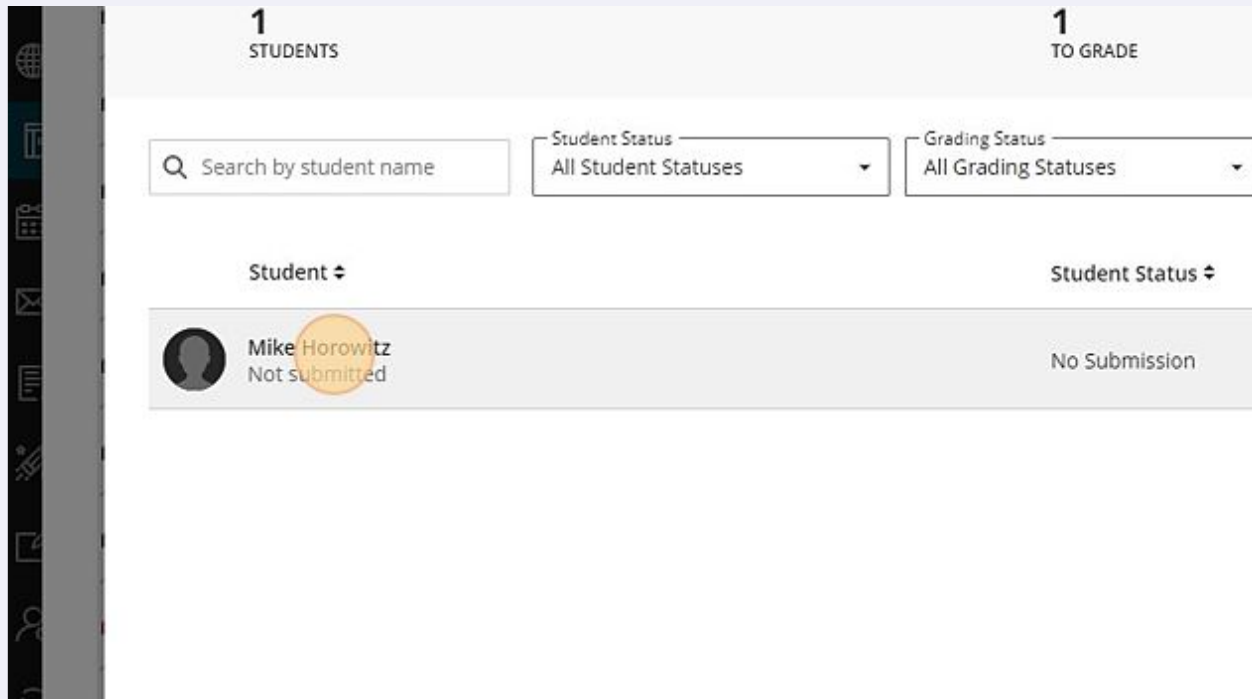 1
STUDENTS
1
TO GRADE
Search by student name
Student Status
All Student Statuses
Grading Status
All Grading Statuses
Student
Student Status
Mike Horowitz
Not submitted
No Submission